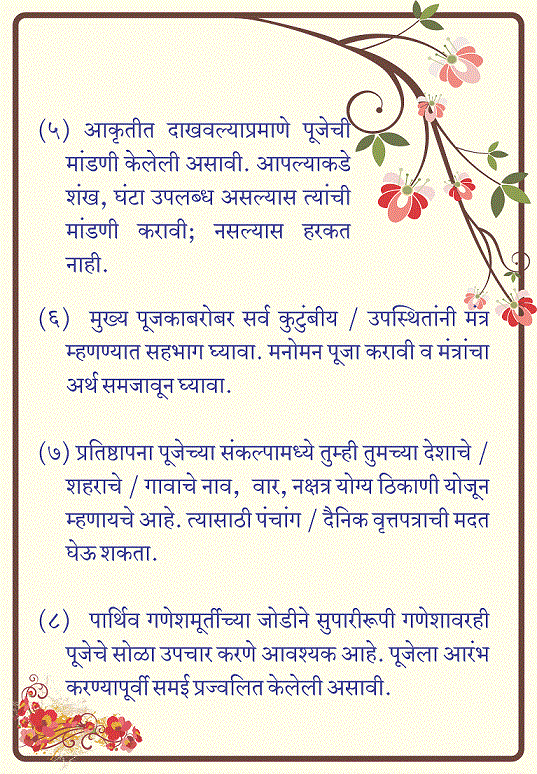 (५) आकृतीत दाखवल्याप्रमाणे पूजेची
मांडणी केलेली असावी. आपल्याकडे
शंख, घंटा उपलब्ध असल्यास त्यांची
मांडणी करावी; नसल्यास हरकत
नाही.
(६) मुख्य पूजकाबरोबर सर्व कुटुंबीय / उपस्थितांनी मंत्र
म्हणण्यात सहभाग घ्यावा. मनोमन पूजा करावी व मंत्रांचा
अर्थ समजावून घ्यावा.
(७) प्रतिष्ठापना पूजेच्या संकल्पामध्ये तुम्ही तुमच्या देशाचे /
शहराचे / गावाचे नाव, वार, नक्षत्र योग्य ठिकाणी योजून
म्हणायचे आहे. त्यासाठी पंचांग / दैनिक वृत्तपत्राची मदत
घेऊ शकता.
(८) पार्थिव गणेशमूर्तीच्या जोडीने सुपारीरूपी गणेशावरही
पूजेचे सोळा उपचार करणे आवश्यक आहे. पूजेला आरंभ
करण्यापूर्वी समई प्रज्वलित केलेली असावी.